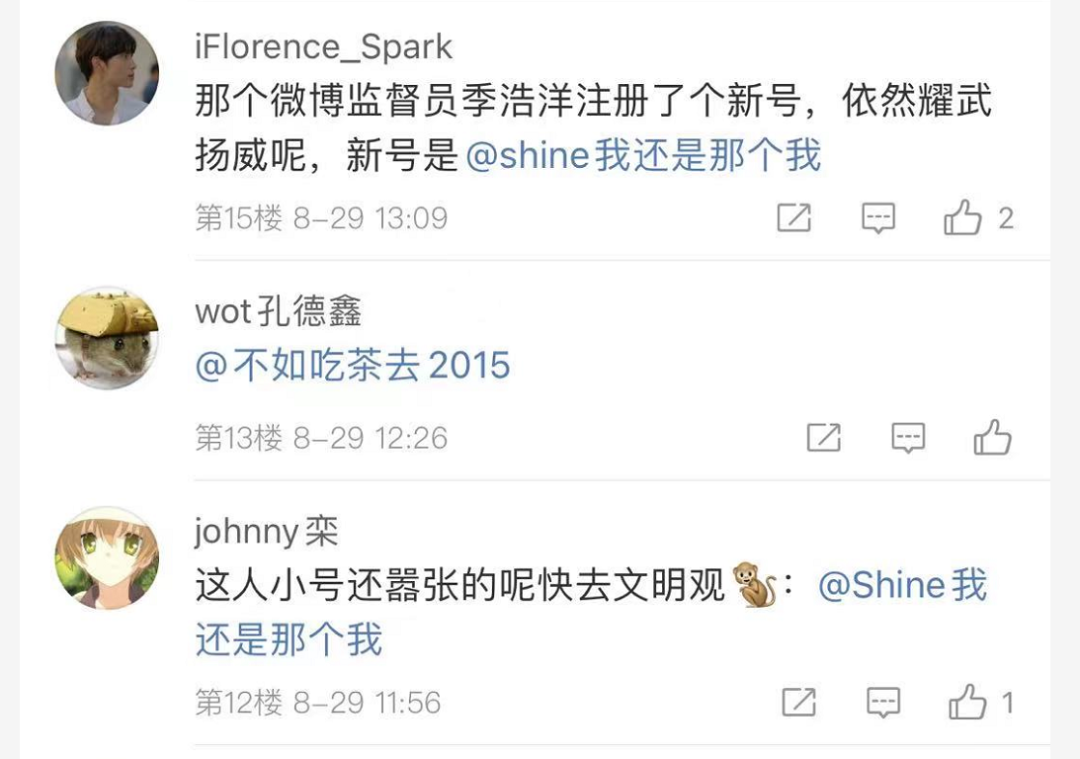 iFlorence_Spark
那个微博监督员季浩洋注册了个新号，依然耀武
扬威呢，新号是@shine我还是那个我
第15楼 8-29 13:09
2
wot孔德鑫
@不如吃茶去2015
第13楼 8-29 12:26
johnny栾
这人小号还嚣张的呢快去文明观🐒：@Shine我
还是那个我
第12楼 8-29 11:56
1